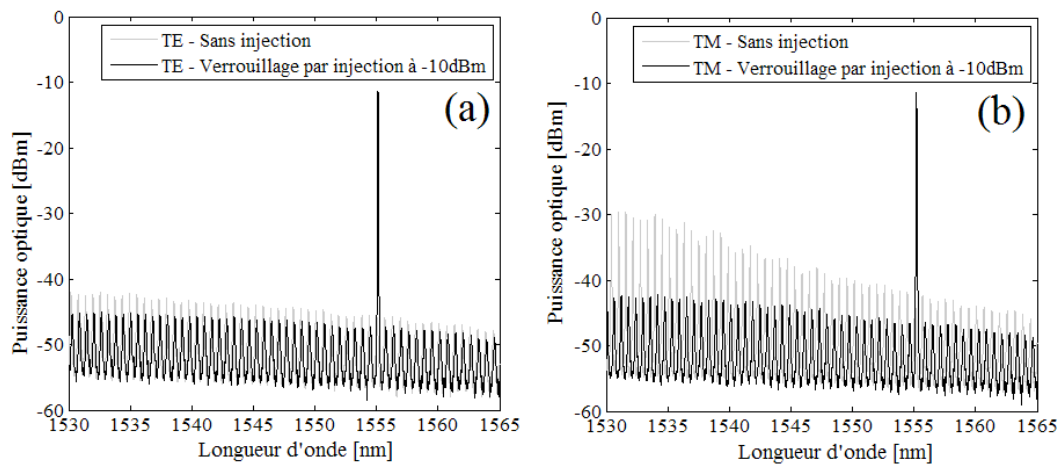 0
-10
-20
-30
-40
-50
-60
Puissance optique [dBm]
TE - Sans injection
TE - Verrouillage par injection à -10dBm
(a)
1530 1535 1540 1545 1550 1555 1560 1565
Longueur d'onde [nm]
0
-10
-20
-30
-40
-50
-60
Puissance optique [dBm]
TM - Sans injection
TM - Verrouillage par injection à -10dBm
(b)
1530 1535 1540 1545 1550 1555 1560 1565
Longueur d'onde [nm]